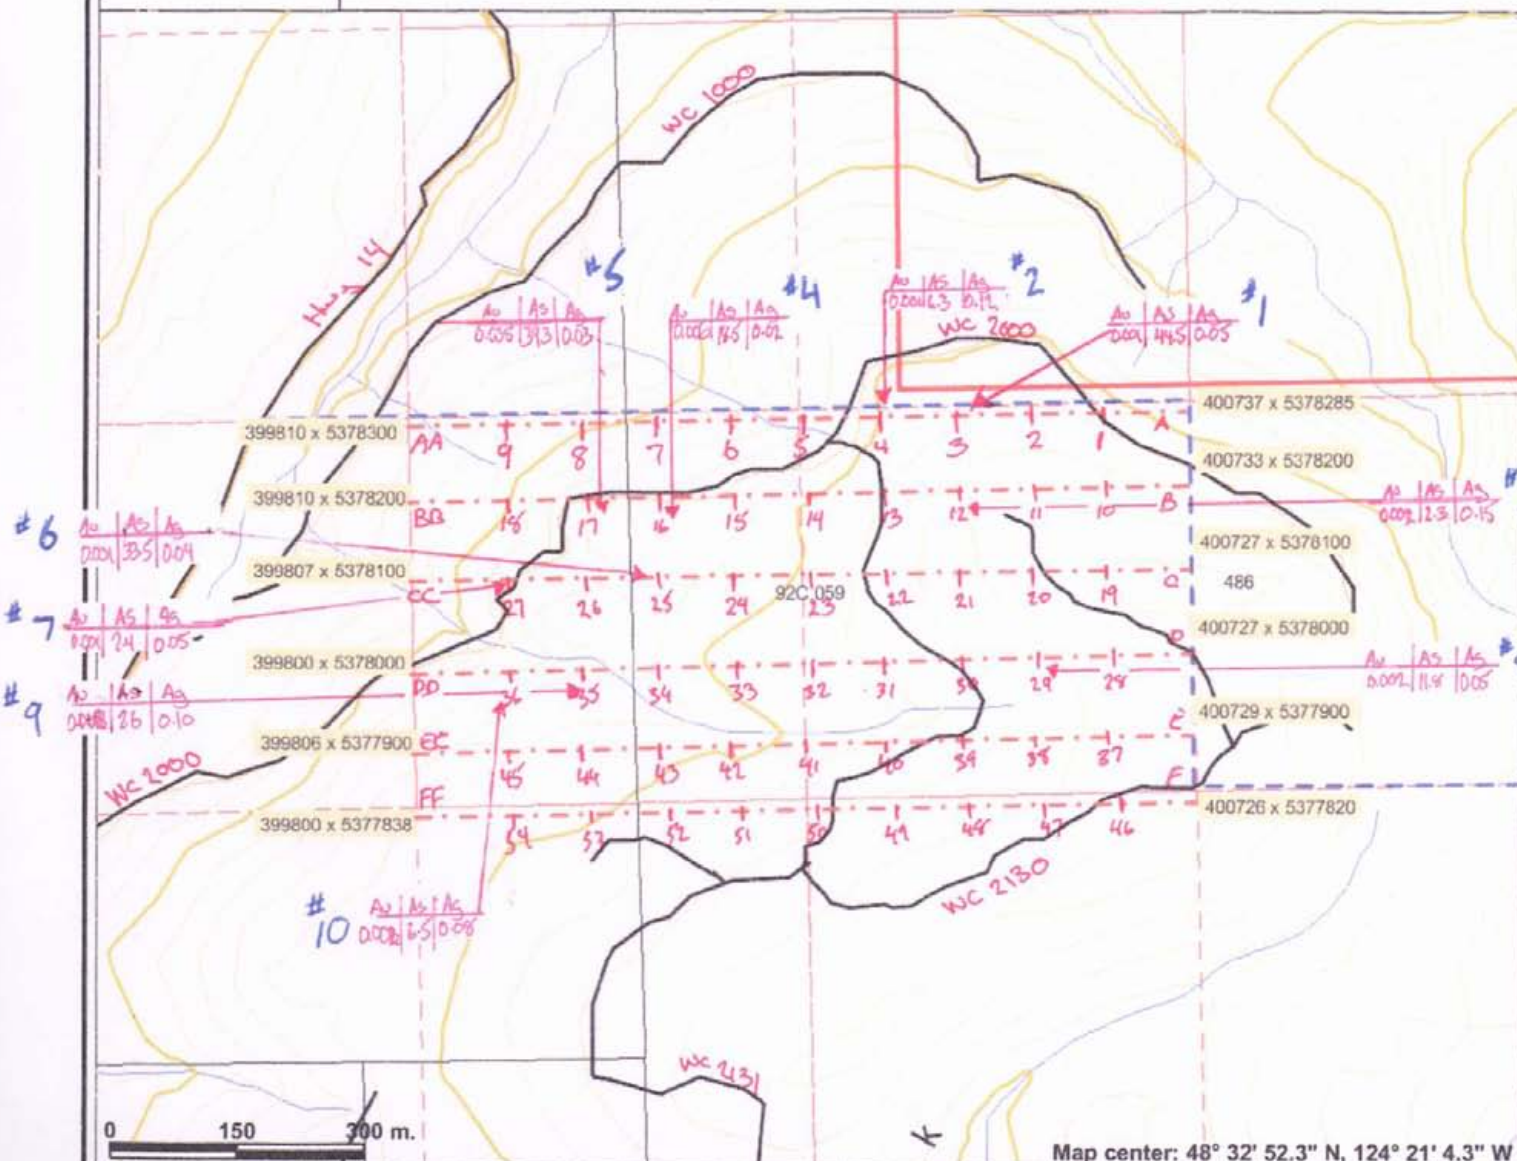 WC 1000
Hwy 14
#5
#4
#2
#1
Au | As | Ag
0.12
WC 2000
Au | As | Ag
0.035 | 39.3 | 0.03
Au | As | Ag
16.5 | 0.02
Au | As | Ag
0.001 | 44.5 | 0.05
400737 x 5378285
399810 x 5378300
AA 9 8 7 6 5 4 3 2 1 A
400733 x 5378200
399810 x 5378200
BB 18 17 16 15 14 13 12 11 10 B
Au | As | Ag
0.002 | 2.3 | 0.15
#
#6
Au | As | Ag
0.001 | 33.5 | 0.04
400727 x 5378100
399807 x 5378100
CC 27 26 25 24 23 22 21 20 19 C
92C.059
486
#7
Au | As | Ag
0.001 | 24 | 0.05
400727 x 5378000
399800 x 5378000
DD 36 35 34 33 32 31 30 29 28 D
Au | As | Ag
0.002 | 11.8 | 0.05
#
#9
Au | As | Ag
26 | 0.10
400729 x 5377900
399806 x 5377900
EE 45 44 43 42 41 40 39 38 37 E
WC 2000
FF 54 53 52 51 50 49 48 47 46 F
399800 x 5377838
400726 x 5377820
WC 2130
#10
Au | As | Ag
6.5 | 0.08
WC 2131
0 150 300 m.
Map center: 48° 32' 52.3" N, 124° 21' 4.3" W